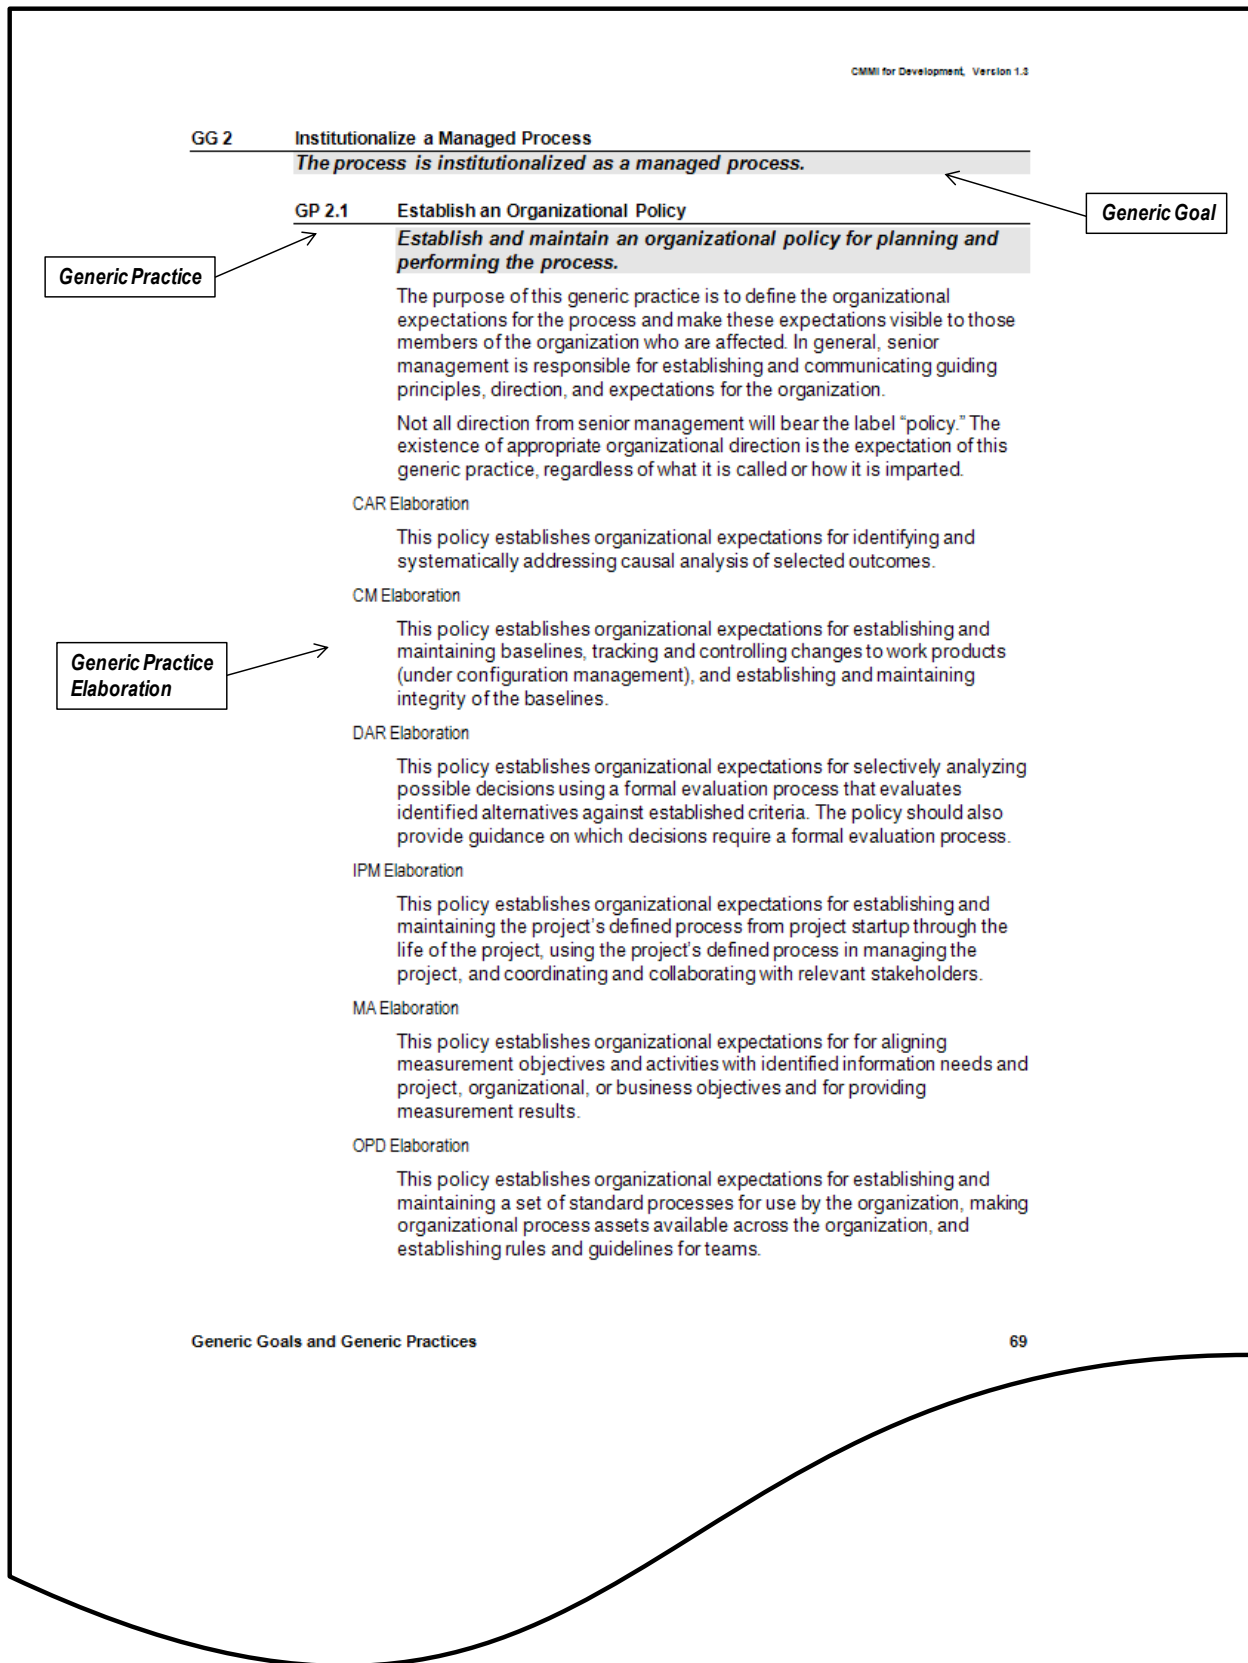 CMMI for Development, Version 1.3
GG 2 Institutionalize a Managed Process
The process is institutionalized as a managed process.
Generic Goal
GP 2.1 Establish an Organizational Policy
Establish and maintain an organizational policy for planning and
performing the process.
Generic Practice
The purpose of this generic practice is to define the organizational
expectations for the process and make these expectations visible to those
members of the organization who are affected. In general, senior
management is responsible for establishing and communicating guiding
principles, direction, and expectations for the organization.
Not all direction from senior management will bear the label “policy.” The
existence of appropriate organizational direction is the expectation of this
generic practice, regardless of what it is called or how it is imparted.
CAR Elaboration
This policy establishes organizational expectations for identifying and
systematically addressing causal analysis of selected outcomes.
CM Elaboration
This policy establishes organizational expectations for establishing and
maintaining baselines, tracking and controlling changes to work products
(under configuration management), and establishing and maintaining
integrity of the baselines.
Generic Practice
Elaboration
DAR Elaboration
This policy establishes organizational expectations for selectively analyzing
possible decisions using a formal evaluation process that evaluates
identified alternatives against established criteria. The policy should also
provide guidance on which decisions require a formal evaluation process.
IPM Elaboration
This policy establishes organizational expectations for establishing and
maintaining the project’s defined process from project startup through the
life of the project, using the project’s defined process in managing the
project, and coordinating and collaborating with relevant stakeholders.
MA Elaboration
This policy establishes organizational expectations for for aligning
measurement objectives and activities with identified information needs and
project, organizational, or business objectives and for providing
measurement results.
OPD Elaboration
This policy establishes organizational expectations for establishing and
maintaining a set of standard processes for use by the organization, making
organizational process assets available across the organization, and
establishing rules and guidelines for teams.
Generic Goals and Generic Practices 69